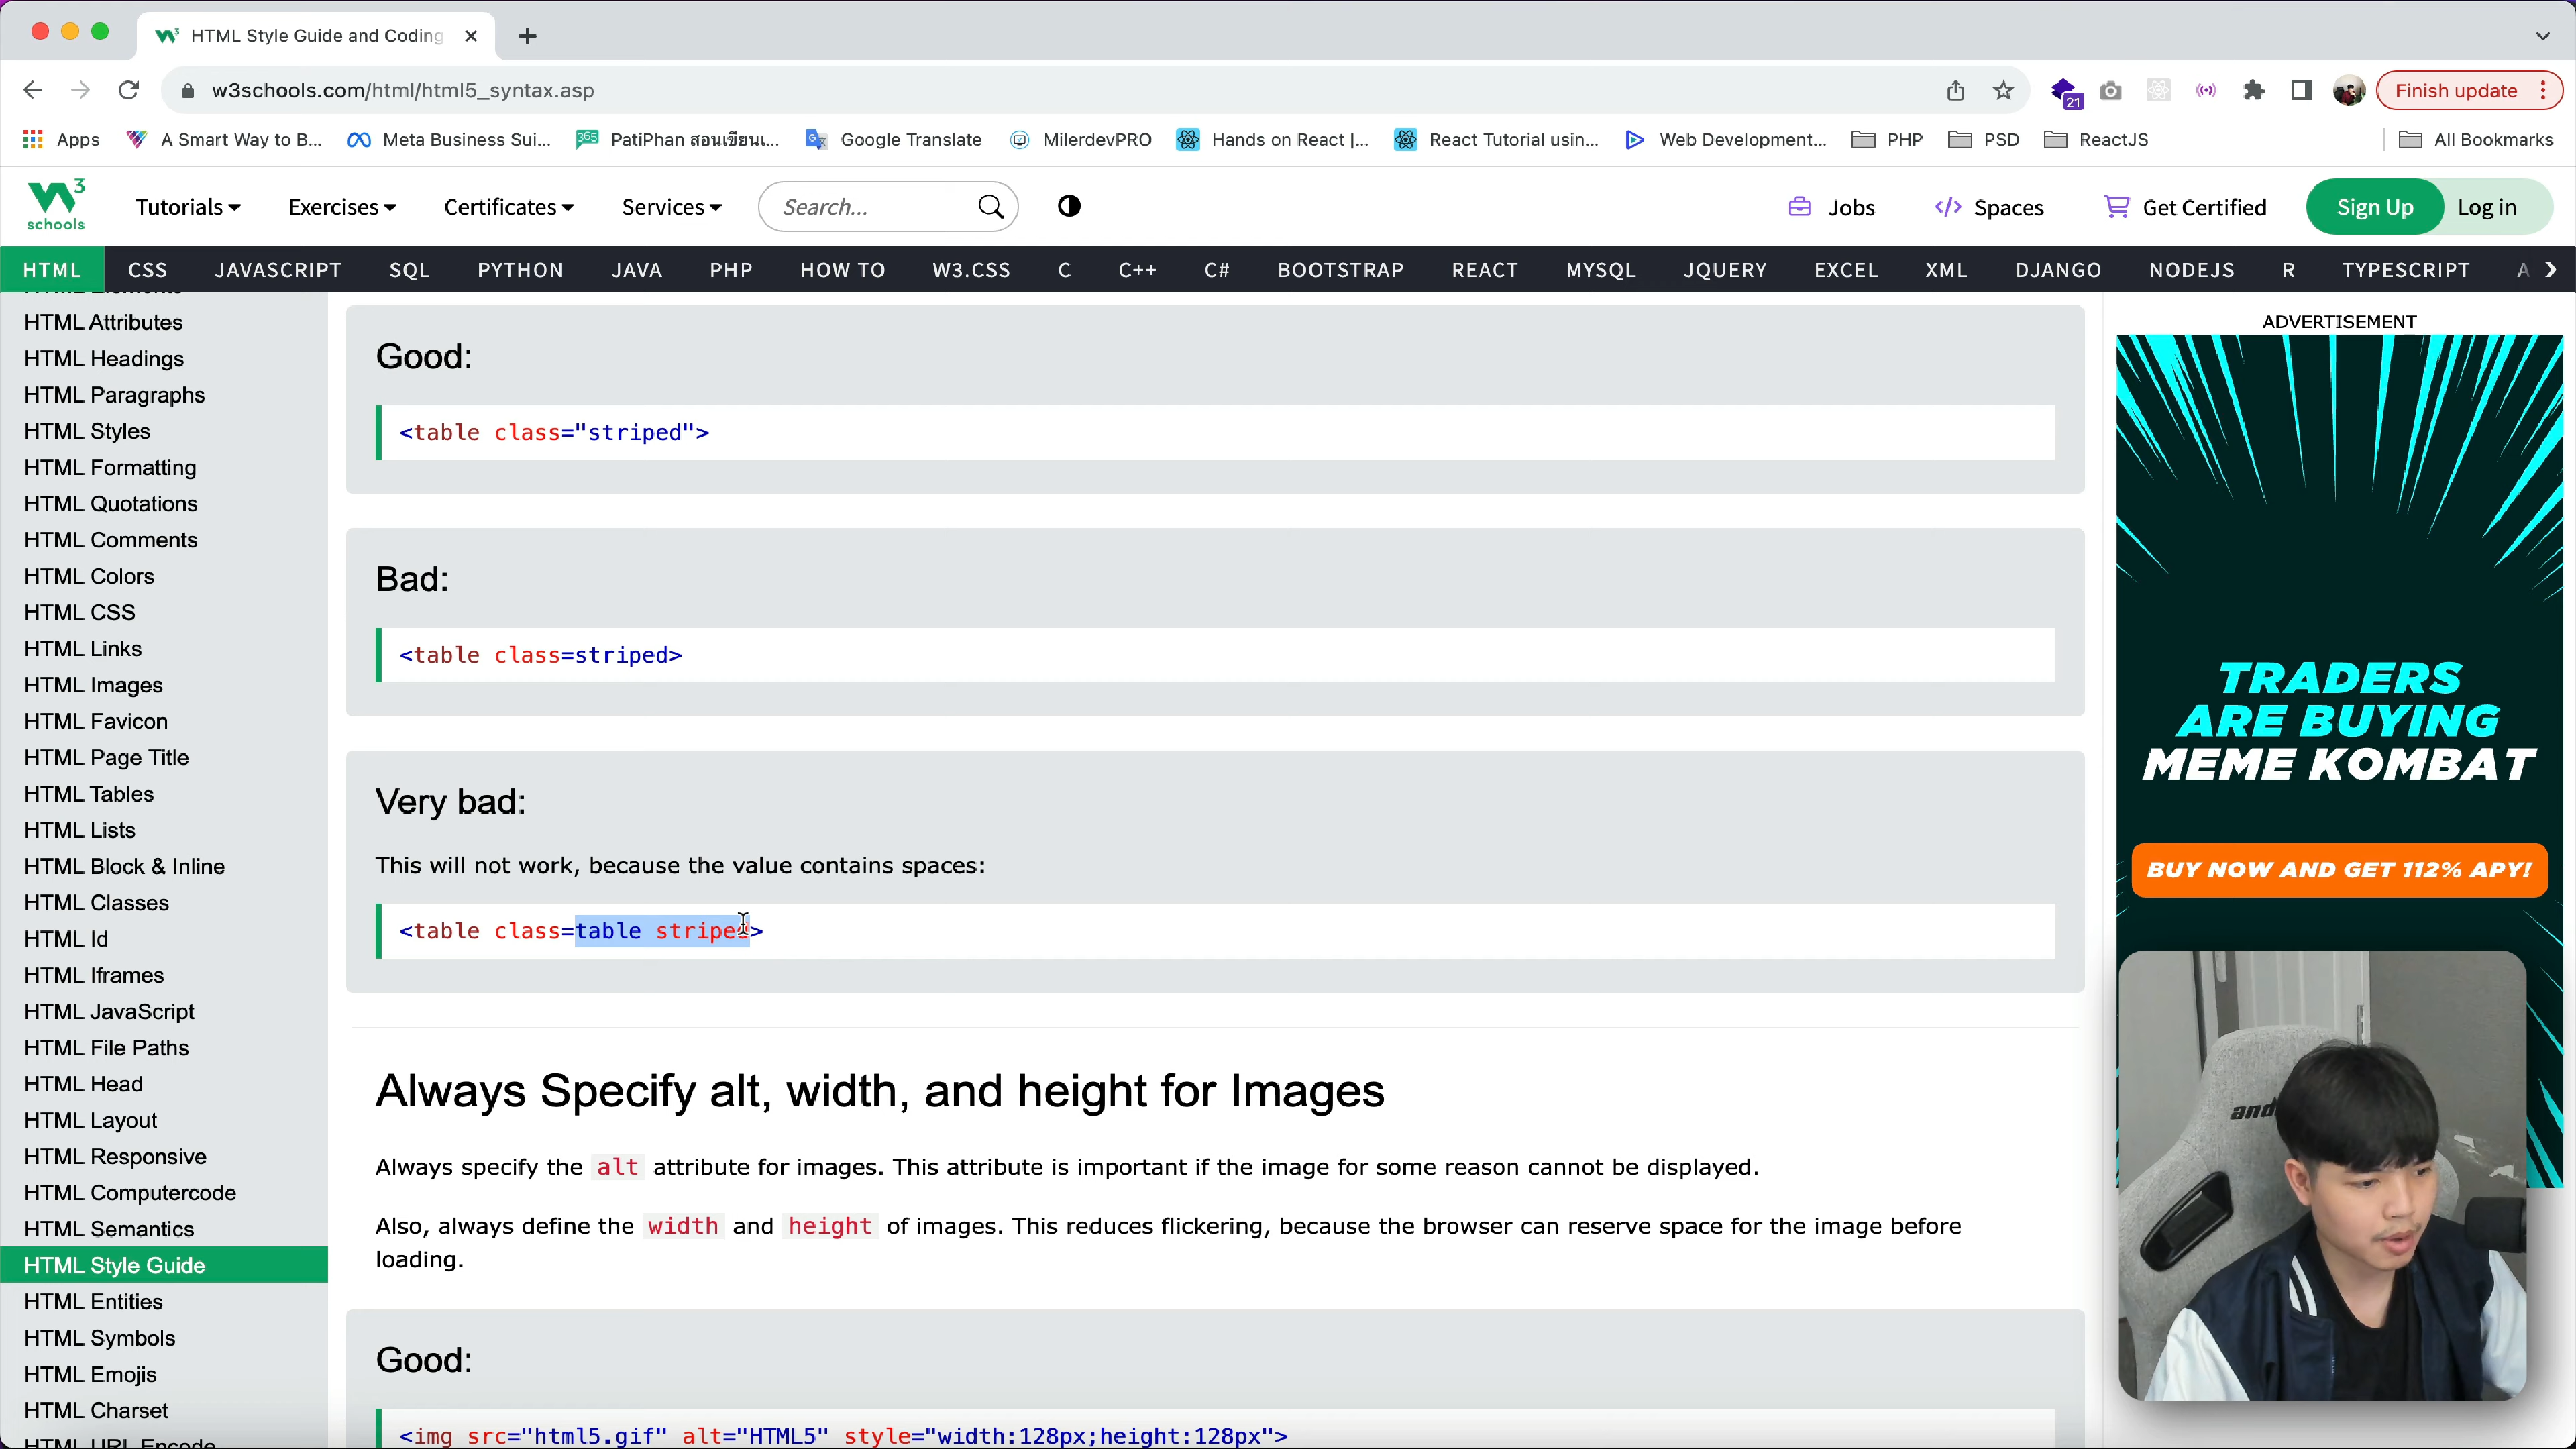 HTML Style Guide and Coding
w3schools.com/html/html5_syntax.asp
21
Finish update
Apps
A Smart Way to B...
Meta Business Sui...
365
PatiPhan สอนเขียนเ...
Google Translate
MilerdevPRO
Hands on React |...
React Tutorial usin...
Web Development...
PHP
PSD
ReactJS
All Bookmarks
W3
schools
Tutorials
Exercises
Certificates
Services
Search...
Jobs
Spaces
Get Certified
Sign Up
Log in
HTML CSS JAVASCRIPT SQL PYTHON JAVA PHP HOW TO W3.CSS C C++ C# BOOTSTRAP REACT MYSQL JQUERY EXCEL XML DJANGO NODEJS R TYPESCRIPT A
HTML Elements
HTML Attributes
HTML Headings
HTML Paragraphs
HTML Styles
HTML Formatting
HTML Quotations
HTML Comments
HTML Colors
HTML CSS
HTML Links
HTML Images
HTML Favicon
HTML Page Title
HTML Tables
HTML Lists
HTML Block & Inline
HTML Classes
HTML Id
HTML Iframes
HTML JavaScript
HTML File Paths
HTML Head
HTML Layout
HTML Responsive
HTML Computercode
HTML Semantics
HTML Style Guide
HTML Entities
HTML Symbols
HTML Emojis
HTML Charset
HTML URL Encode
Good:
<table class="striped">
Bad:
<table class=striped>
Very bad:
This will not work, because the value contains spaces:
<table class=table striped>
Always Specify alt, width, and height for Images
Always specify the alt attribute for images. This attribute is important if the image for some reason cannot be displayed.
Also, always define the width and height of images. This reduces flickering, because the browser can reserve space for the image before
loading.
Good:
<img src="html5.gif" alt="HTML5" style="width:128px;height:128px">
ADVERTISEMENT
TRADERS
ARE BUYING
MEME KOMBAT
BUY NOW AND GET 112% APY!
and